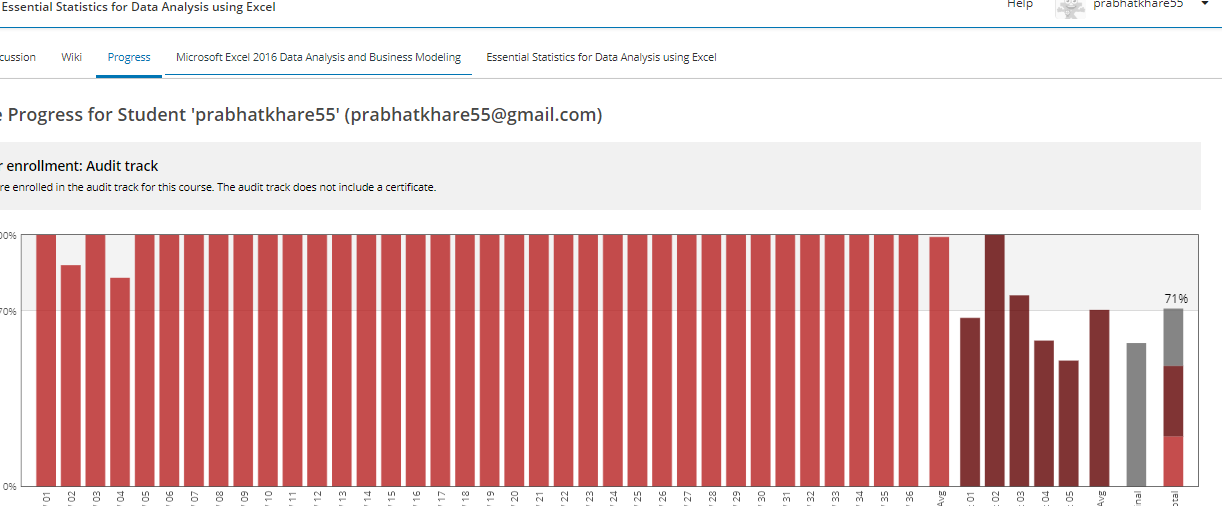 Essential Statistics for Data Analysis using Excel
Help prabhatkhare55
cussion Wiki Progress Microsoft Excel 2016 Data Analysis and Business Modeling Essential Statistics for Data Analysis using Excel
e Progress for Student 'prabhatkhare55' (prabhatkhare55@gmail.com)
r enrollment: Audit track
re enrolled in the audit track for this course. The audit track does not include a certificate.
00%
71%
70%
0%
01 02 03 04 05 06 07 08 09 10 11 12 13 14 15 16 17 18 19 20 21 22 23 24 25 26 27 28 29 30 31 32 33 34 35 36 Avg : 01 : 02 : 03 : 04 : 05 Avg inal otal